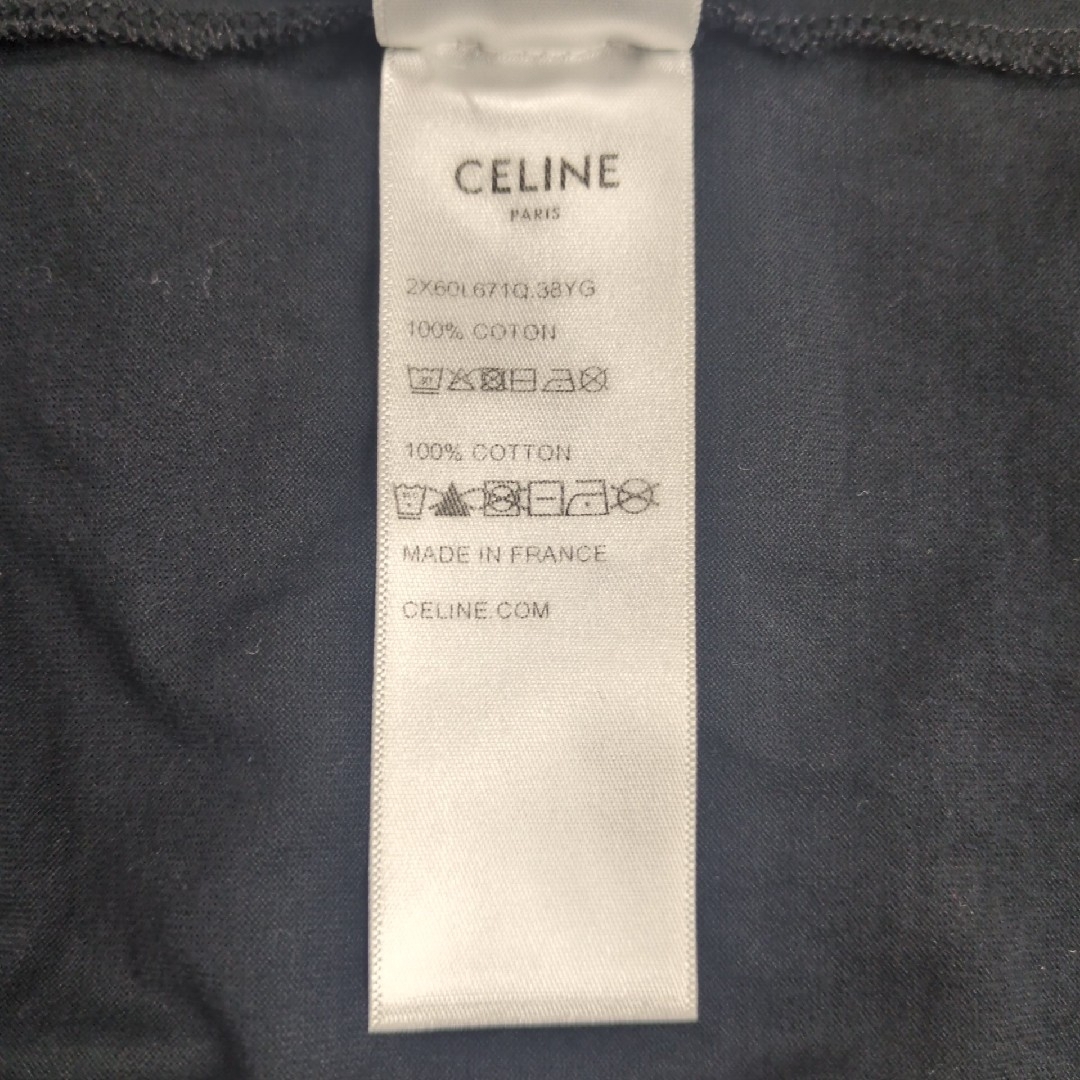 CELINE
PARIS
2X60L671Q.38YG
100% COTON
100% COTTON
MADE IN FRANCE
CELINE.COM